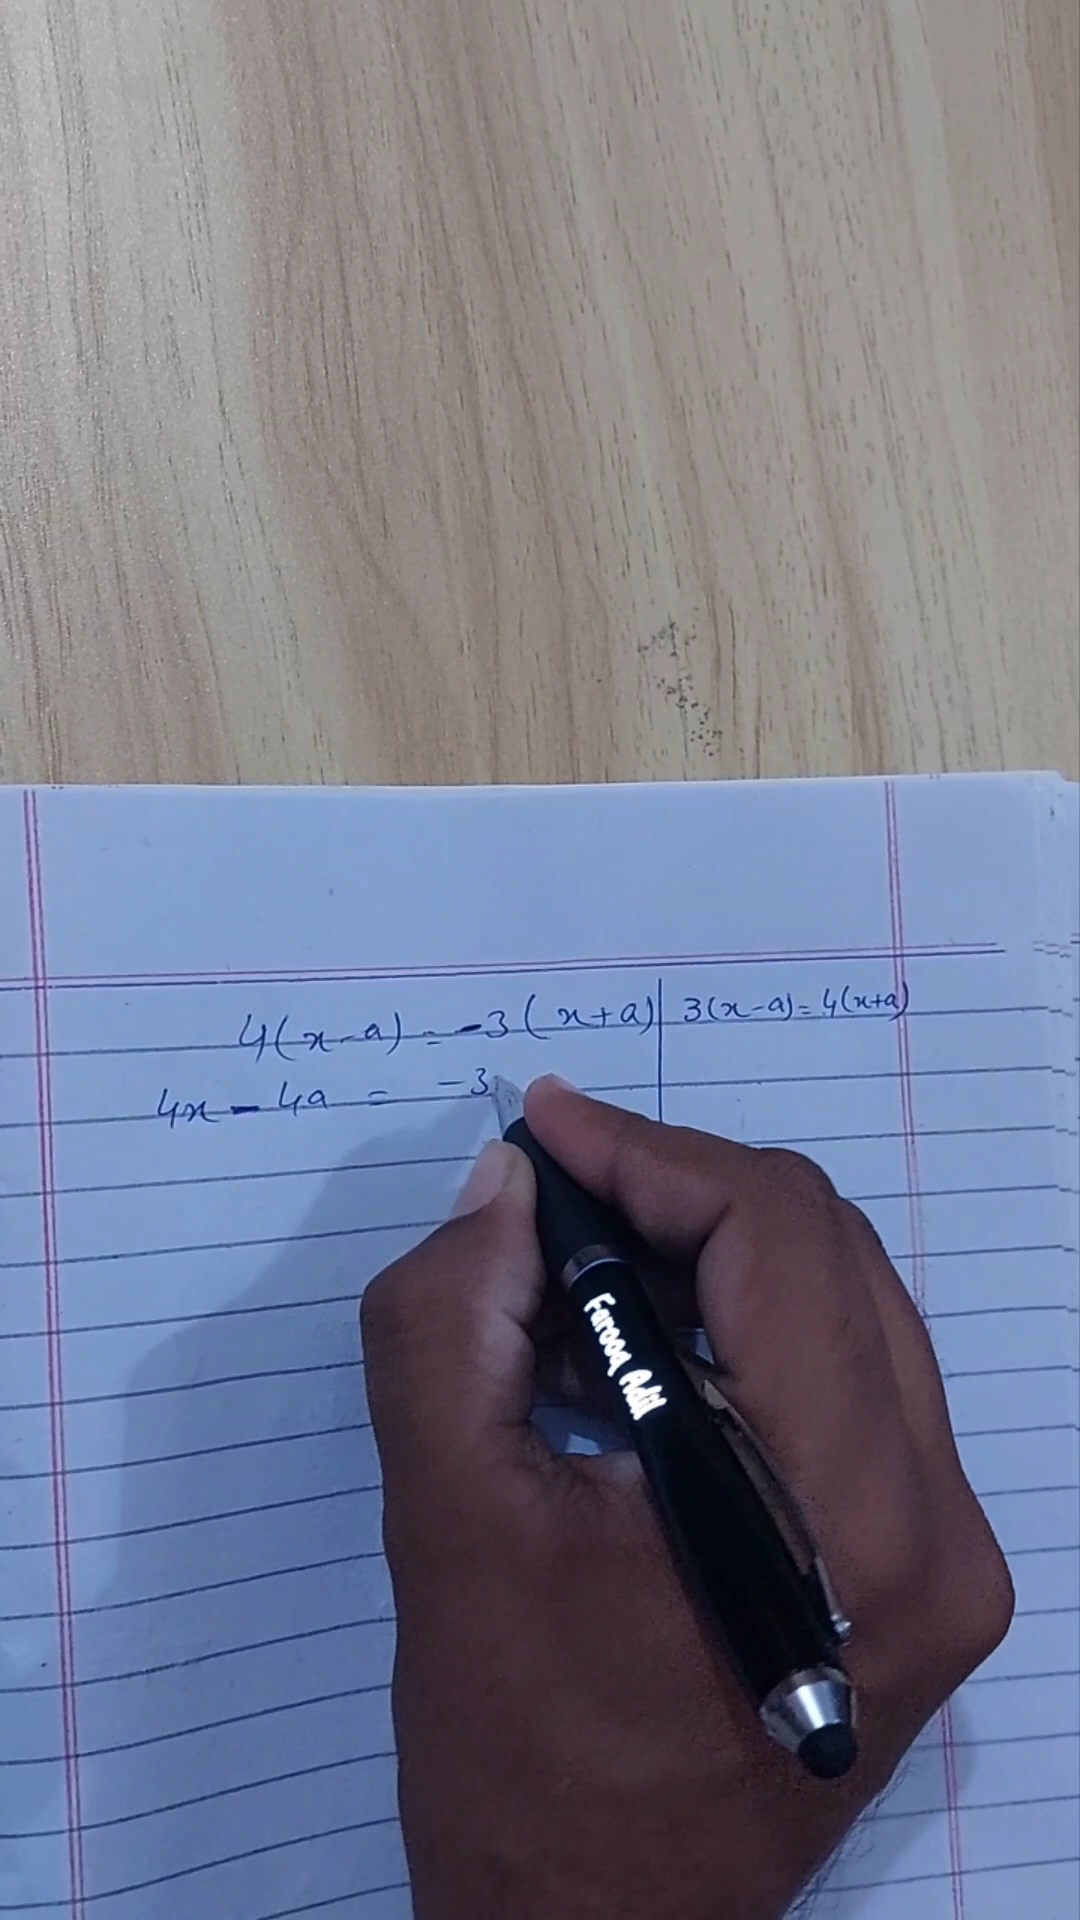 4(x-a) = -3(x+a) | 3(x-a) = 4(x+a)
4x - 4a = -3
Farooq Adil